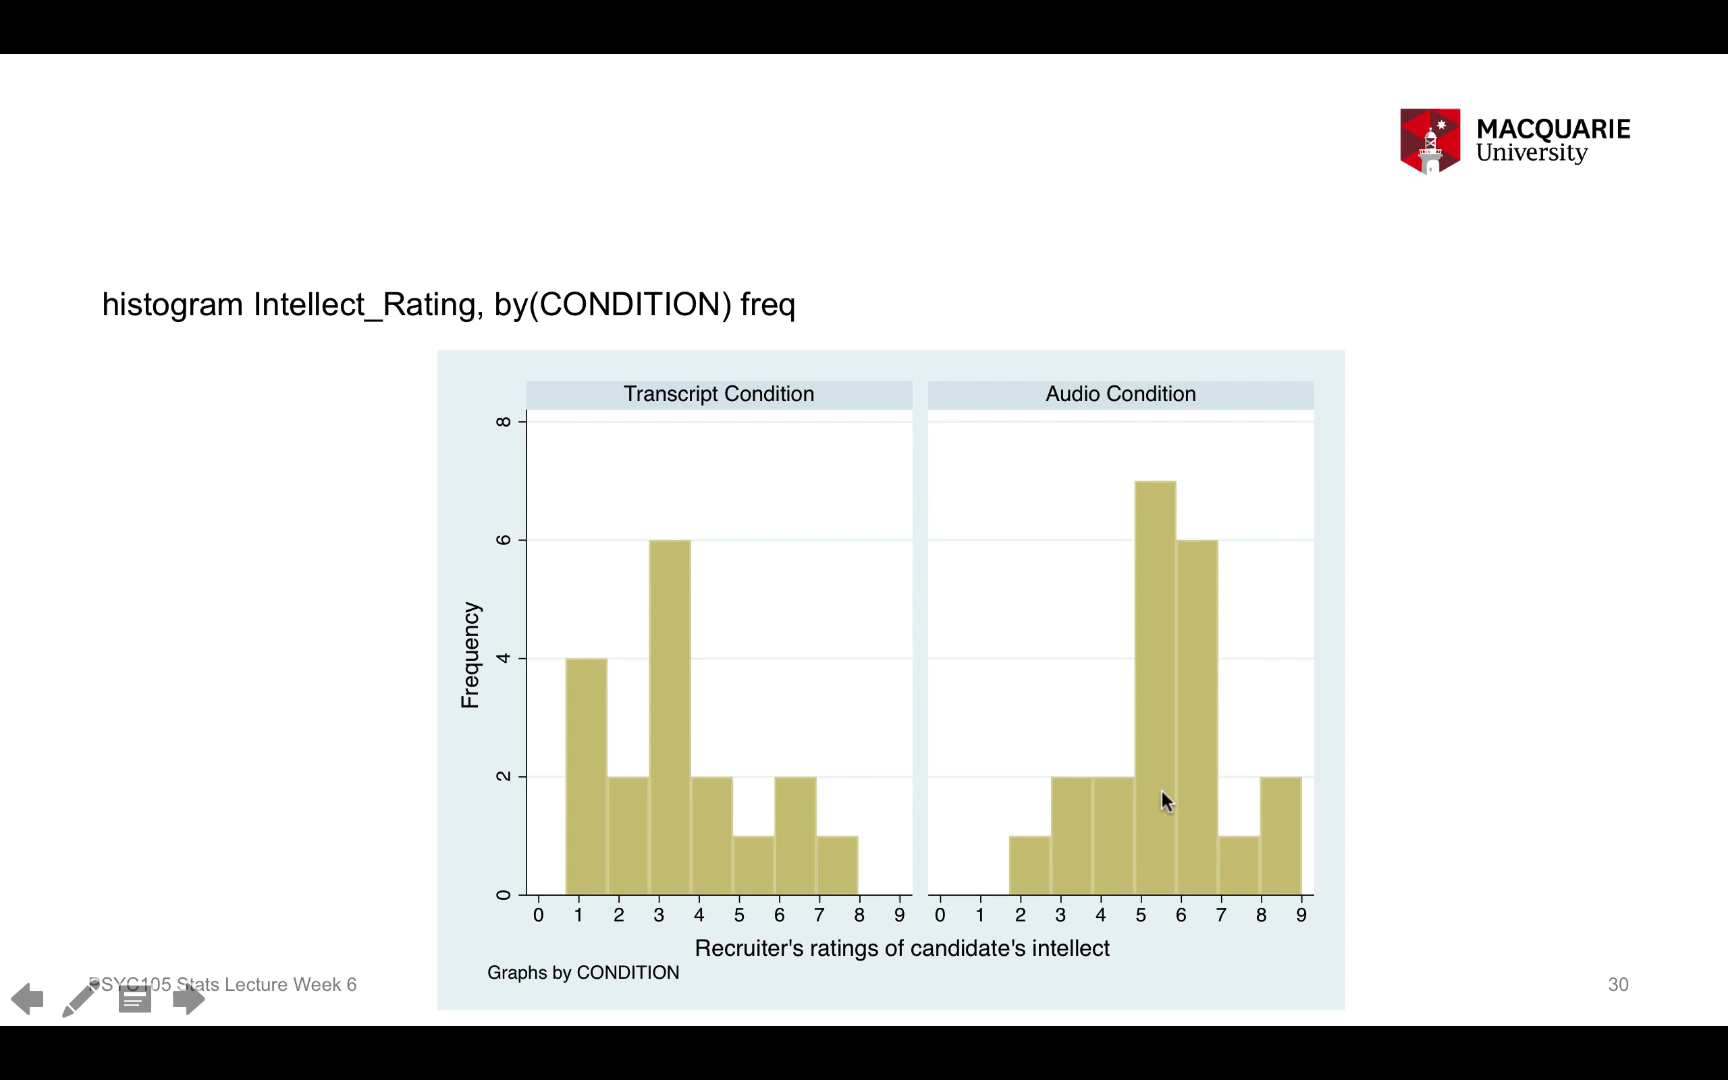 MACQUARIE
University
histogram Intellect_Rating, by(CONDITION) freq
Transcript Condition
Audio Condition
8
6
4
2
0
Frequency
0 1 2 3 4 5 6 7 8 9
0 1 2 3 4 5 6 7 8 9
Recruiter's ratings of candidate's intellect
Graphs by CONDITION
PSYC105 Stats Lecture Week 6
30